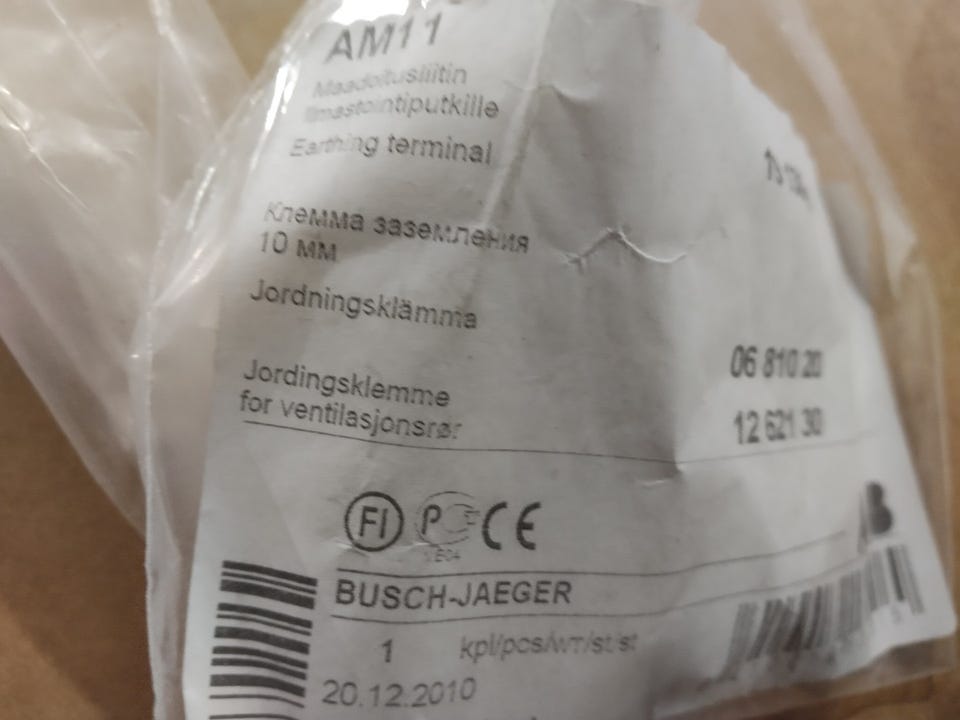 AM11
Maadoitusliitin
Ilmastointiputkille
Earthing terminal
Клемма заземления
10 мм
Jordningsklämma
06 810 20
Jordingsklemme
for ventilasjonsrør
12 621 30
FI
CE
BUSCH-JAEGER
1 kpl/pcs/шт/st/st
20.12.2010